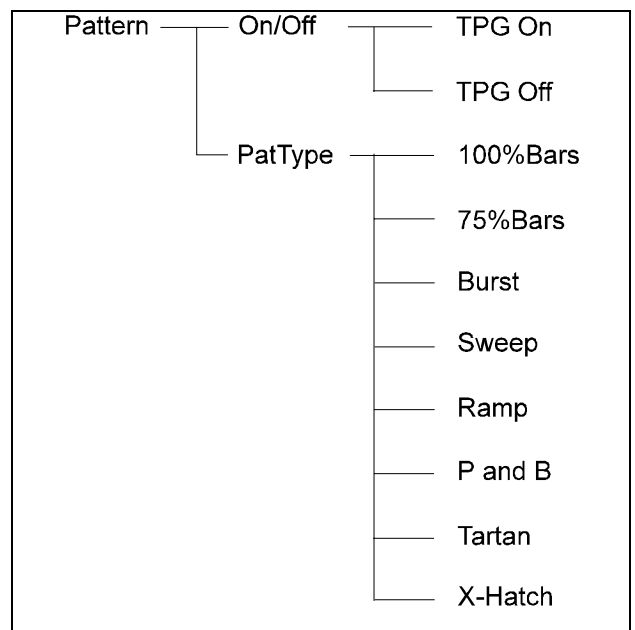 Pattern On/Off TPG On
TPG Off
PatType 100%Bars
75%Bars
Burst
Sweep
Ramp
P and B
Tartan
X-Hatch